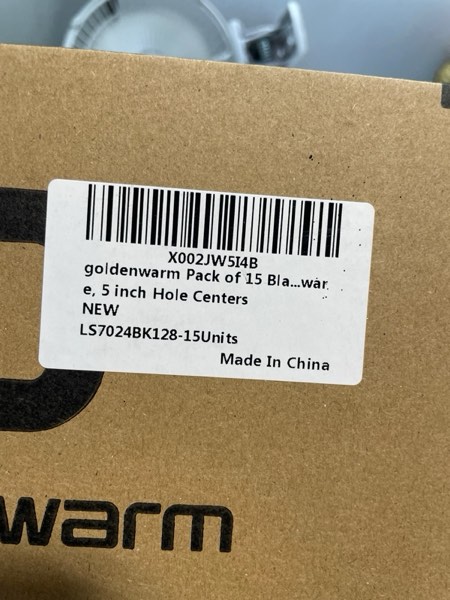 X002JW5I4B
goldenwarm Pack of 15 Bla...war
e, 5 inch Hole Centers
NEW
LS7024BK128-15Units
Made In China
warm